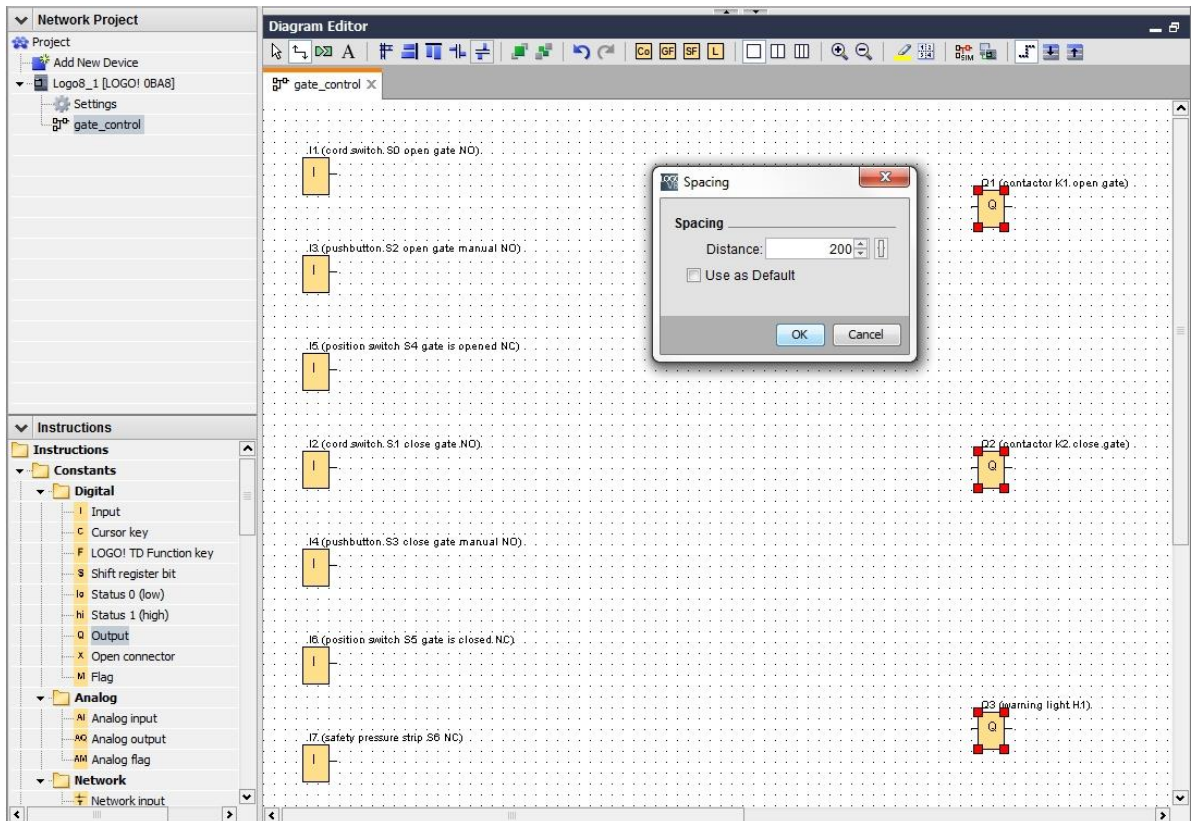 Network Project
Project
Add New Device
Logo8_1 [LOGO! 0BA8]
Settings
gate_control
Instructions
Instructions
Constants
Digital
I Input
C Cursor key
F LOGO! TD Function key
S Shift register bit
lo Status 0 (low)
hi Status 1 (high)
Q Output
X Open connector
M Flag
Analog
AI Analog input
AQ Analog output
AM Analog flag
Network
Network input
Diagram Editor
A Co GF SF L SIM
gate_control X
I1 (cord switch S0 open gate NO)
I
I3 (pushbutton S2 open gate manual NO)
I
I5 (position switch S4 gate is opened NC)
I
I2 (cord switch S1 close gate NO)
I
I4 (pushbutton S3 close gate manual NO)
I
I6 (position switch S5 gate is closed NC)
I
I7 (safety pressure strip S6 NC)
I
Spacing
Spacing
Distance: 200
Use as Default
OK Cancel
Q1 (contactor K1 open gate)
Q
Q2 (contactor K2 close gate)
Q
Q3 (warning light H1)
Q